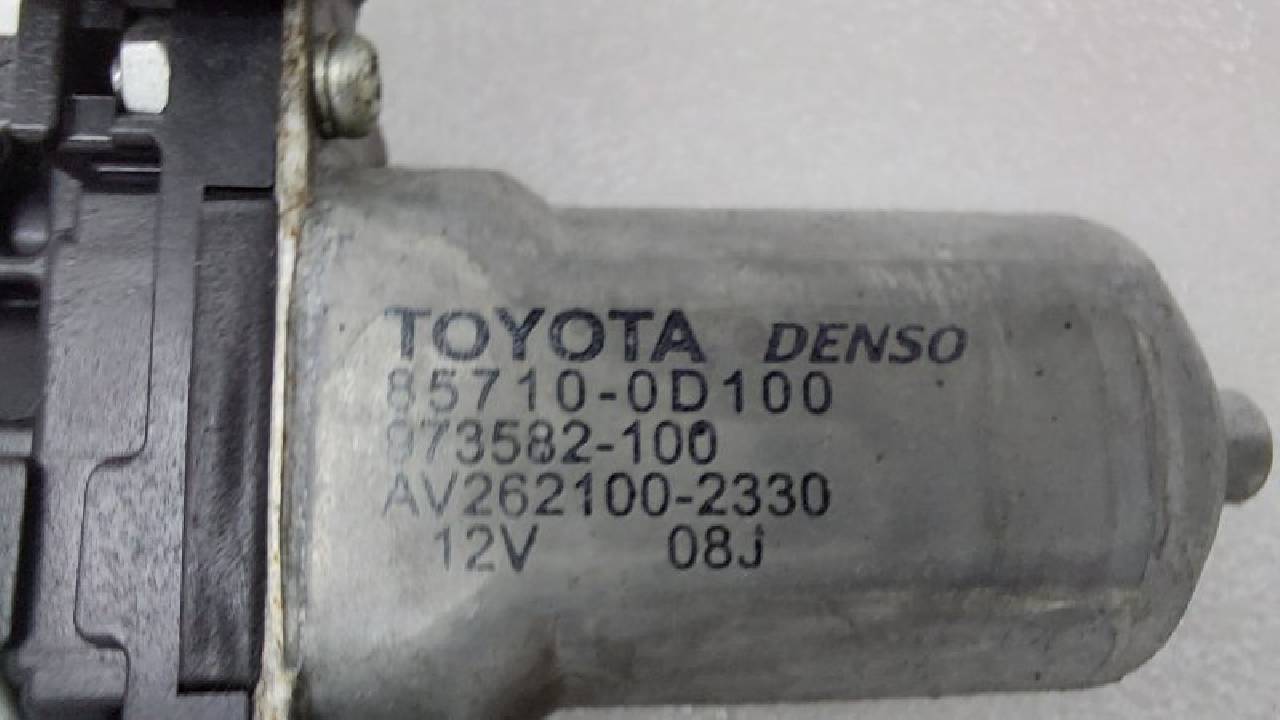 TOYOTA DENSO
85710-0D100
973582-100
AV262100-2330
12V 08J